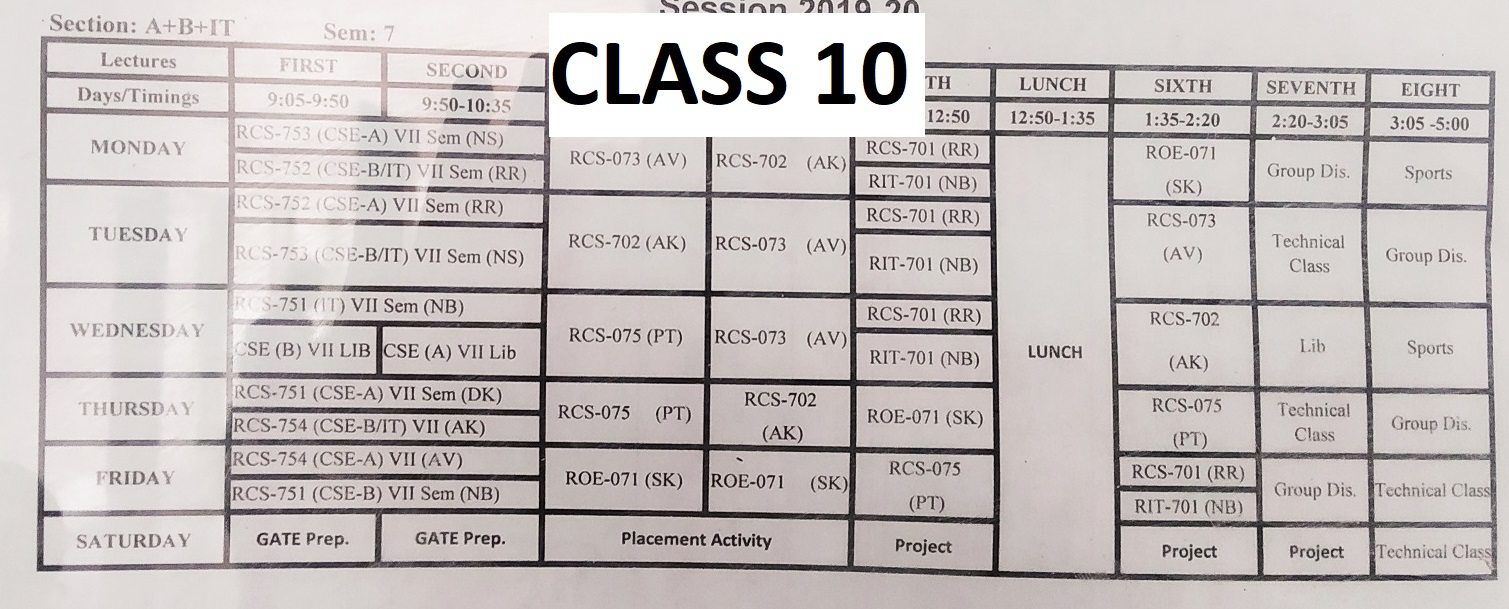 Session 2019-20
Section: A+B+IT Sem: 7
CLASS 10
Lectures FIRST SECOND TH LUNCH SIXTH SEVENTH EIGHT
Days/Timings 9:05-9:50 9:50-10:35 12:50 12:50-1:35 1:35-2:20 2:20-3:05 3:05 -5:00
MONDAY
RCS-753 (CSE-A) VII Sem (NS)
RCS-752 (CSE-B/IT) VII Sem (RR)
RCS-073 (AV)
RCS-702 (AK)
RCS-701 (RR)
RIT-701 (NB)
ROE-071
(SK)
Group Dis.
Sports
TUESDAY
RCS-752 (CSE-A) VII Sem (RR)
RCS-753 (CSE-B/IT) VII Sem (NS)
RCS-702 (AK)
RCS-073 (AV)
RCS-701 (RR)
RIT-701 (NB)
RCS-073
(AV)
Technical
Class
Group Dis.
WEDNESDAY
RCS-751 (IT) VII Sem (NB)
CSE (B) VII LIB
CSE (A) VII Lib
RCS-075 (PT)
RCS-073 (AV)
RCS-701 (RR)
RIT-701 (NB)
LUNCH
RCS-702
(AK)
Lib
Sports
THURSDAY
RCS-751 (CSE-A) VII Sem (DK)
RCS-754 (CSE-B/IT) VII (AK)
RCS-075 (PT)
RCS-702
(AK)
ROE-071 (SK)
RCS-075
(PT)
Technical
Class
Group Dis.
FRIDAY
RCS-754 (CSE-A) VII (AV)
RCS-751 (CSE-B) VII Sem (NB)
ROE-071 (SK)
ROE-071 (SK)
RCS-075
(PT)
RCS-701 (RR)
RIT-701 (NB)
Group Dis.
Technical Class
SATURDAY
GATE Prep.
GATE Prep.
Placement Activity
Project
Project
Project
Technical Class